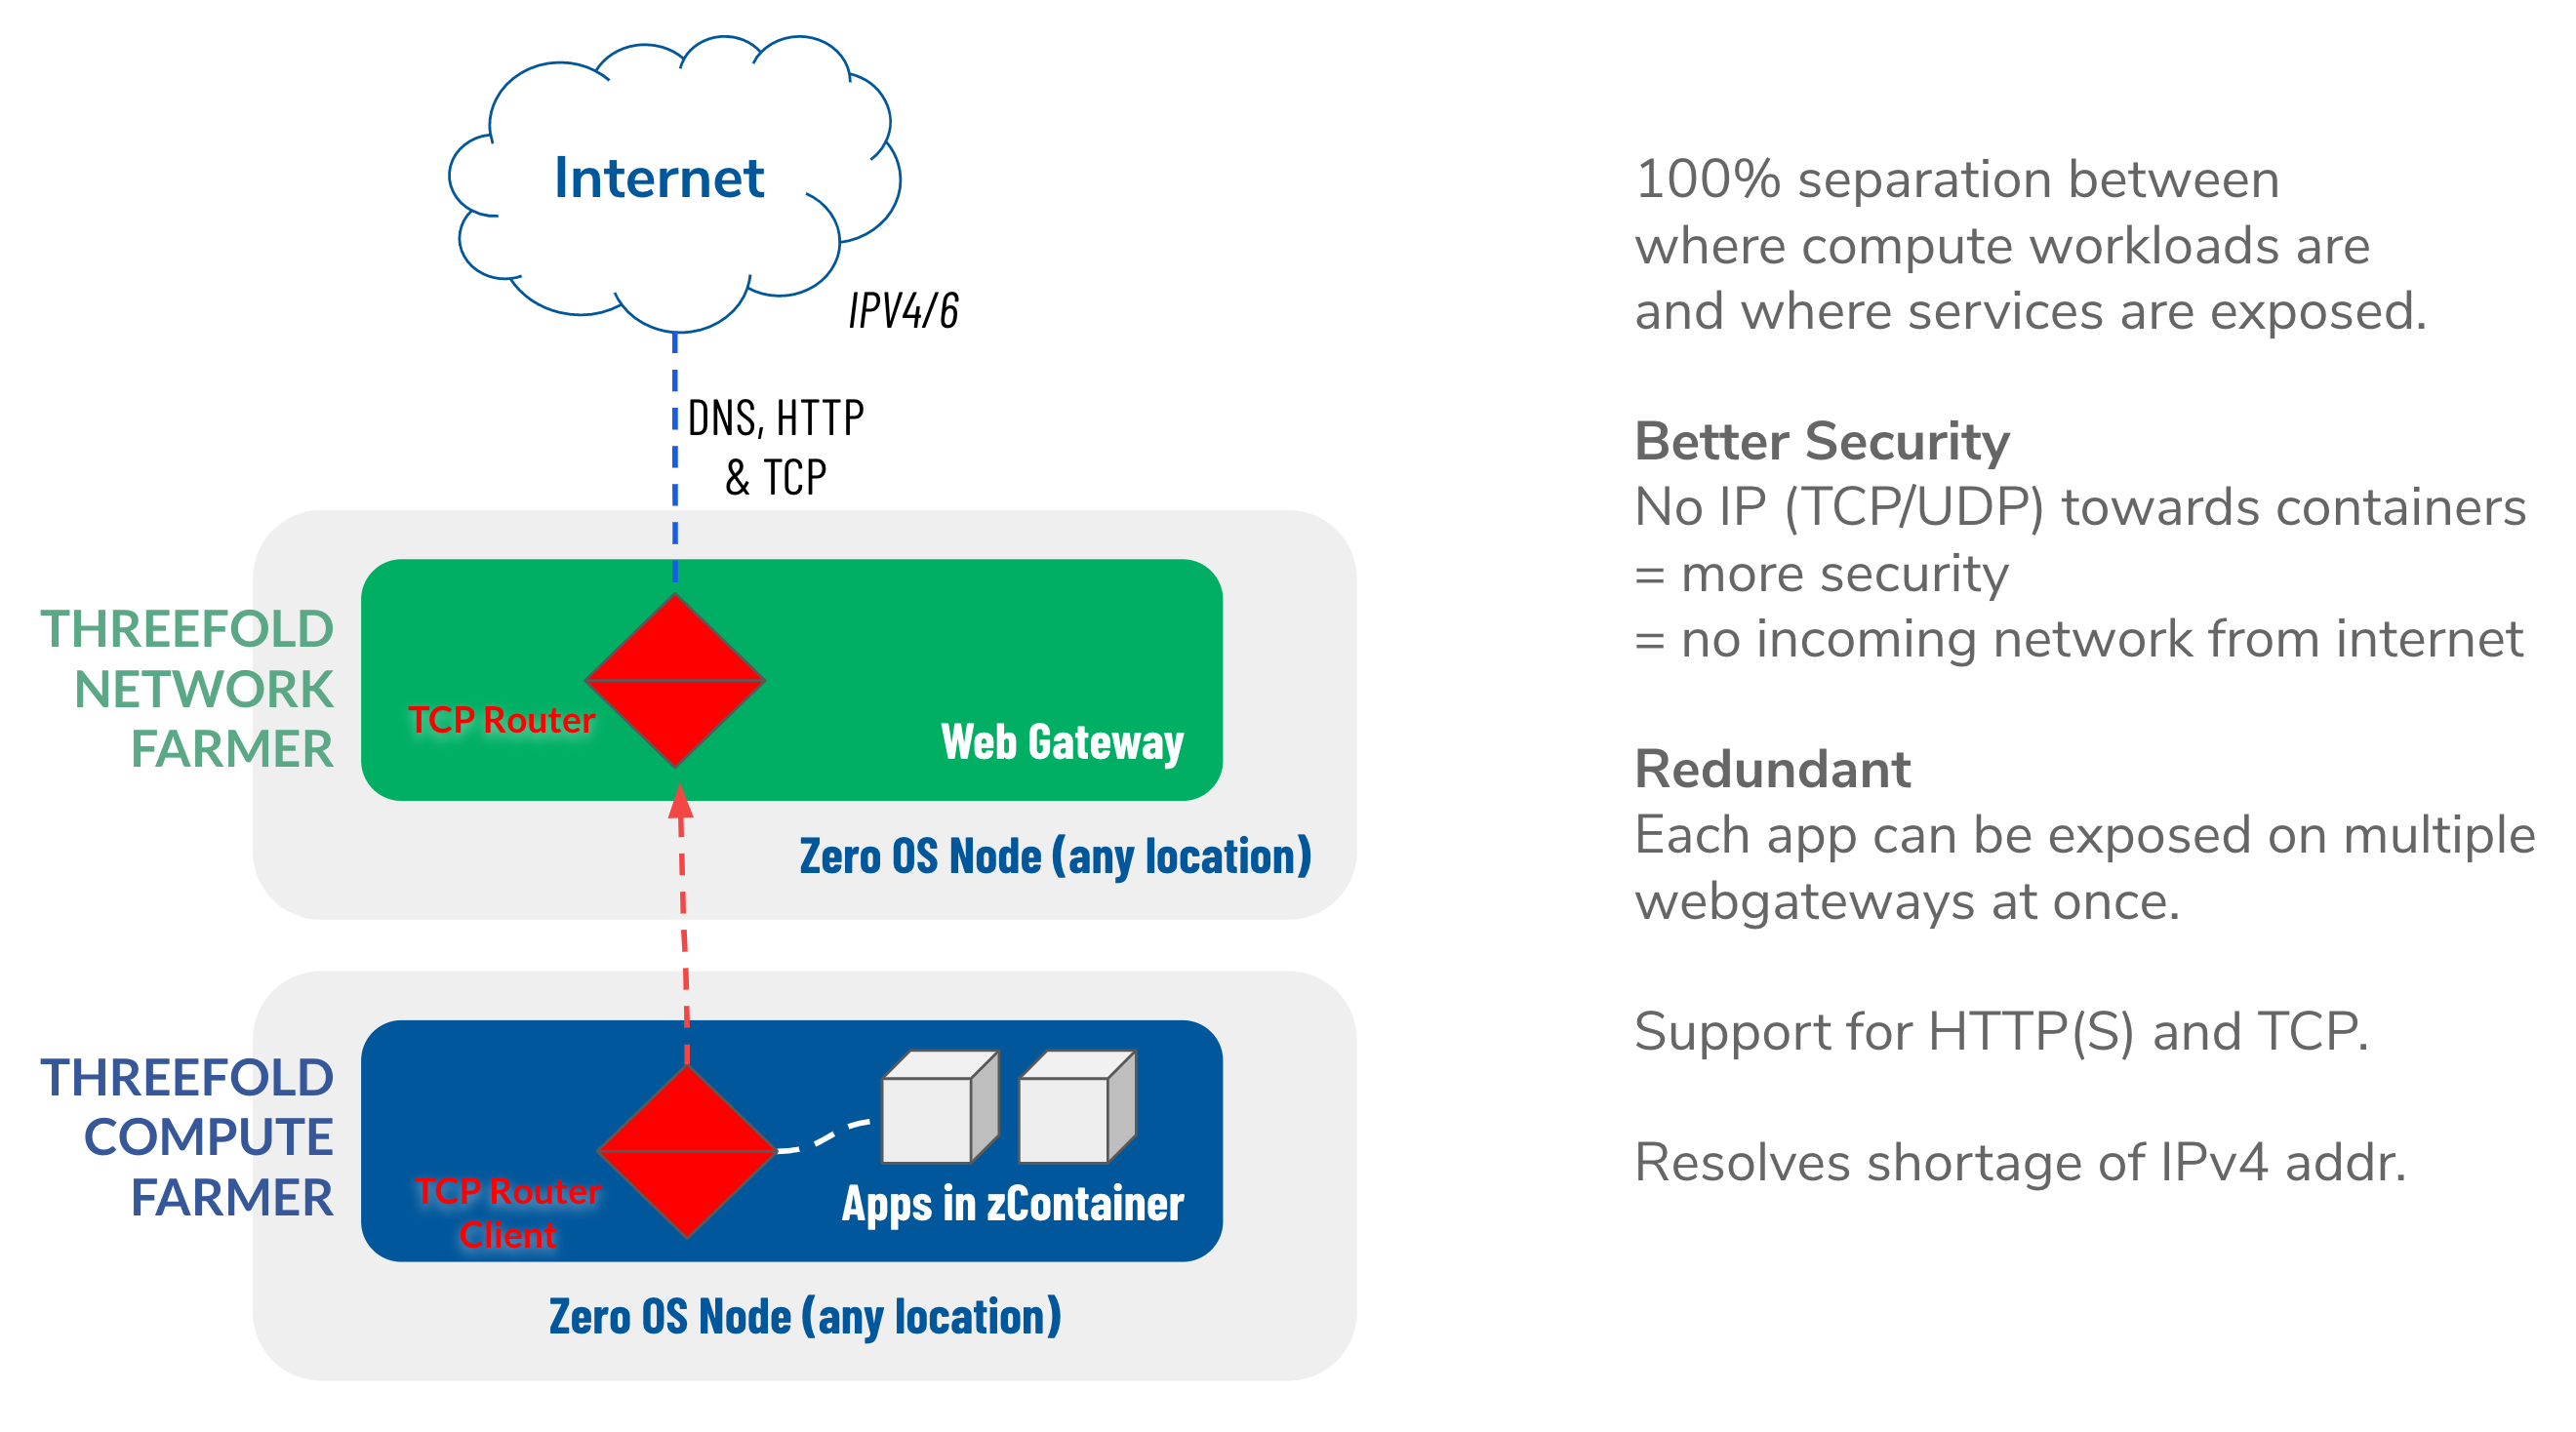 Internet
IPV4/6
DNS, HTTP
& TCP
THREEFOLD
NETWORK
FARMER
TCP Router
Web Gateway
Zero OS Node (any location)
THREEFOLD
COMPUTE
FARMER
TCP Router
Client
Apps in zContainer
Zero OS Node (any location)
100% separation between
where compute workloads are
and where services are exposed.
Better Security
No IP (TCP/UDP) towards containers
= more security
= no incoming network from internet
Redundant
Each app can be exposed on multiple
webgateways at once.
Support for HTTP(S) and TCP.
Resolves shortage of IPv4 addr.